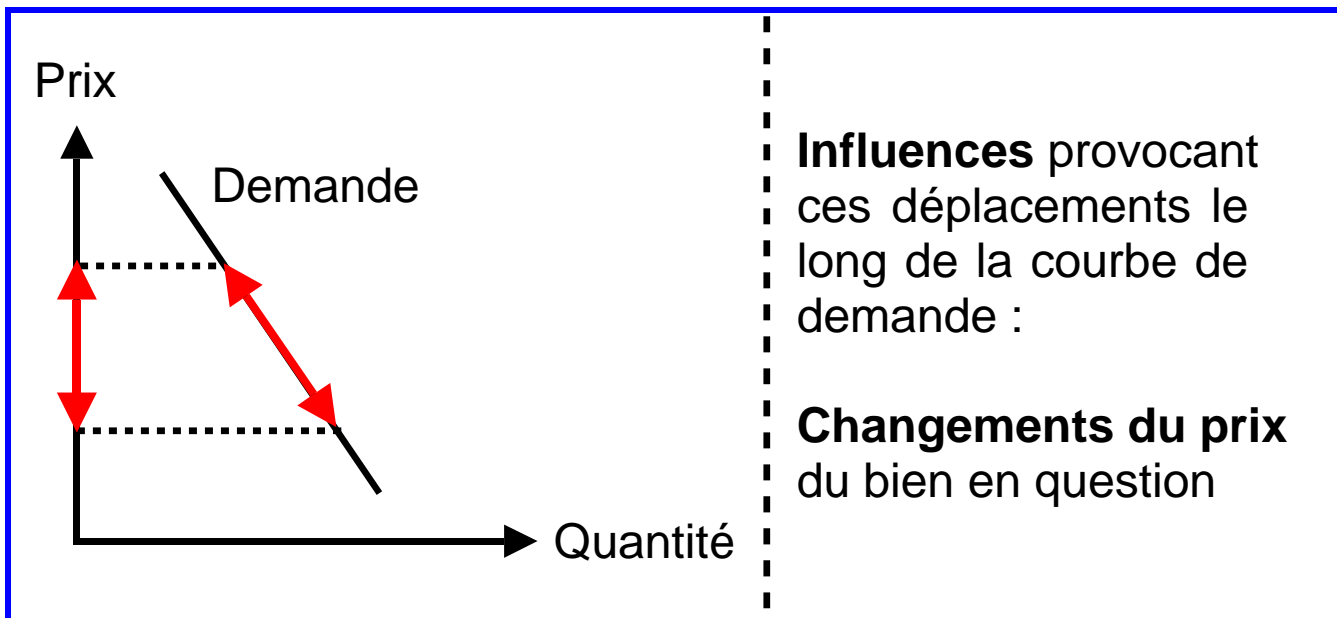 Prix
Demande
Quantité
Influences provocant
ces déplacements le
long de la courbe de
demande :
Changements du prix
du bien en question